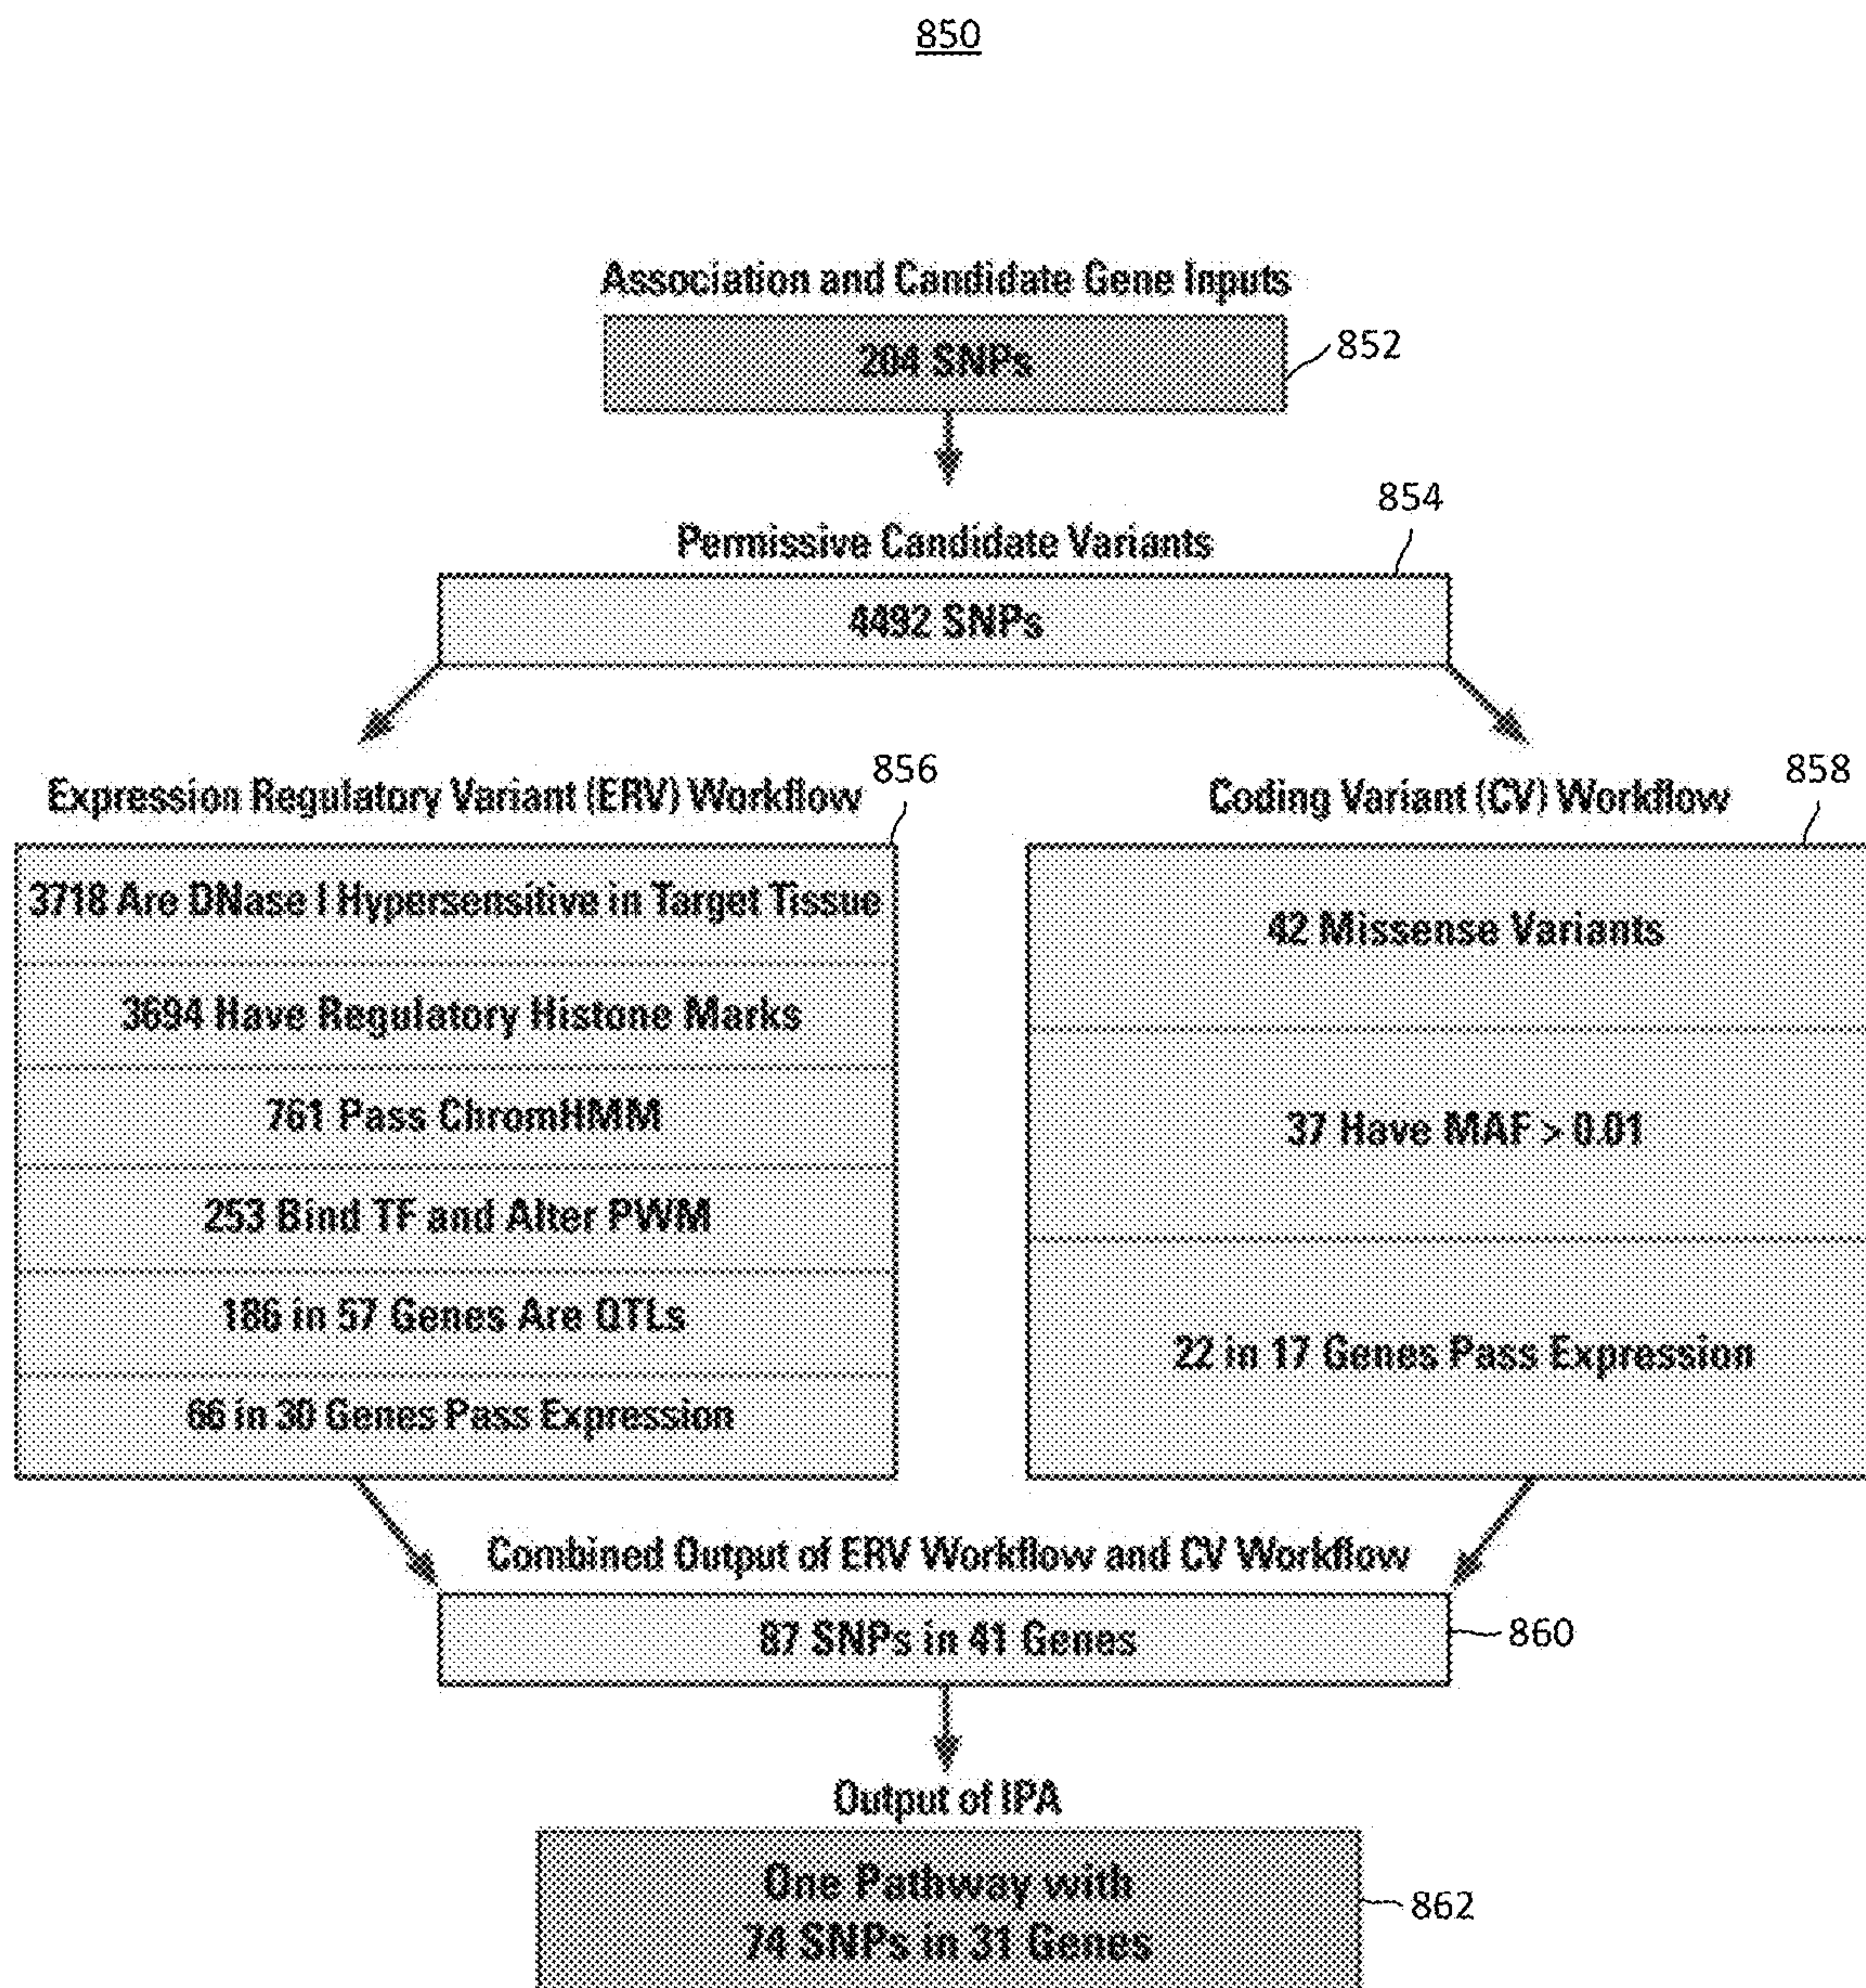 850
Association and Candidate Gene Inputs
204 SNPs
852
854
Permissive Candidate Variants
4492 SNPs
856
Expression Regulatory Variant (ERV) Workflow
3718 Are DNase I Hypersensitive in Target Tissue
3694 Have Regulatory Histone Marks
761 Pass ChromHMM
253 Bind TF and Alter PWM
186 in 57 Genes Are QTLs
66 in 30 Genes Pass Expression
858
Coding Variant (CV) Workflow
42 Missense Variants
37 Have MAF > 0.01
22 in 17 Genes Pass Expression
Combined Output of ERV Workflow and CV Workflow
87 SNPs in 41 Genes
860
Output of IPA
One Pathway with
74 SNPs in 31 Genes
862